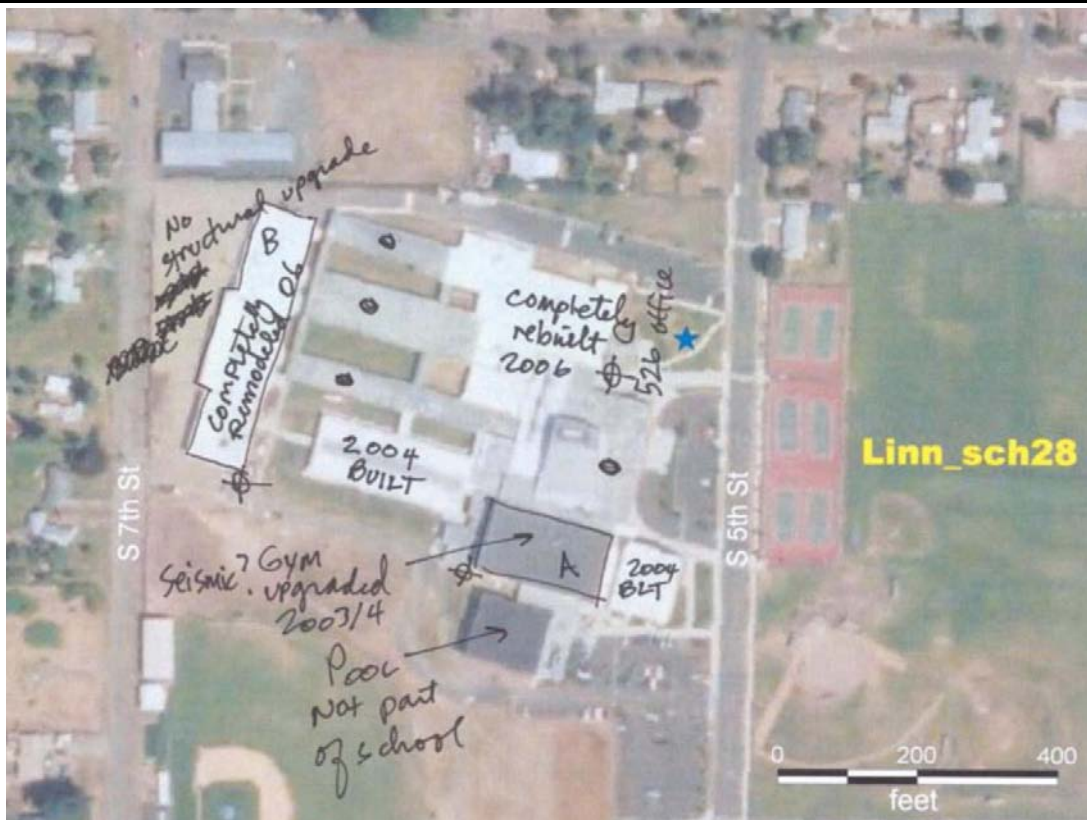 No
structural upgrade
B
completely
Remodeled 06
completely
rebuilt
2006
526 office
2004
BUILT
Linn_sch28
S 7th St
S 5th St
Seismic? Gym
upgraded
2003/4
A
2004
BLT
Pool
Not part
of school
0 200 400
feet